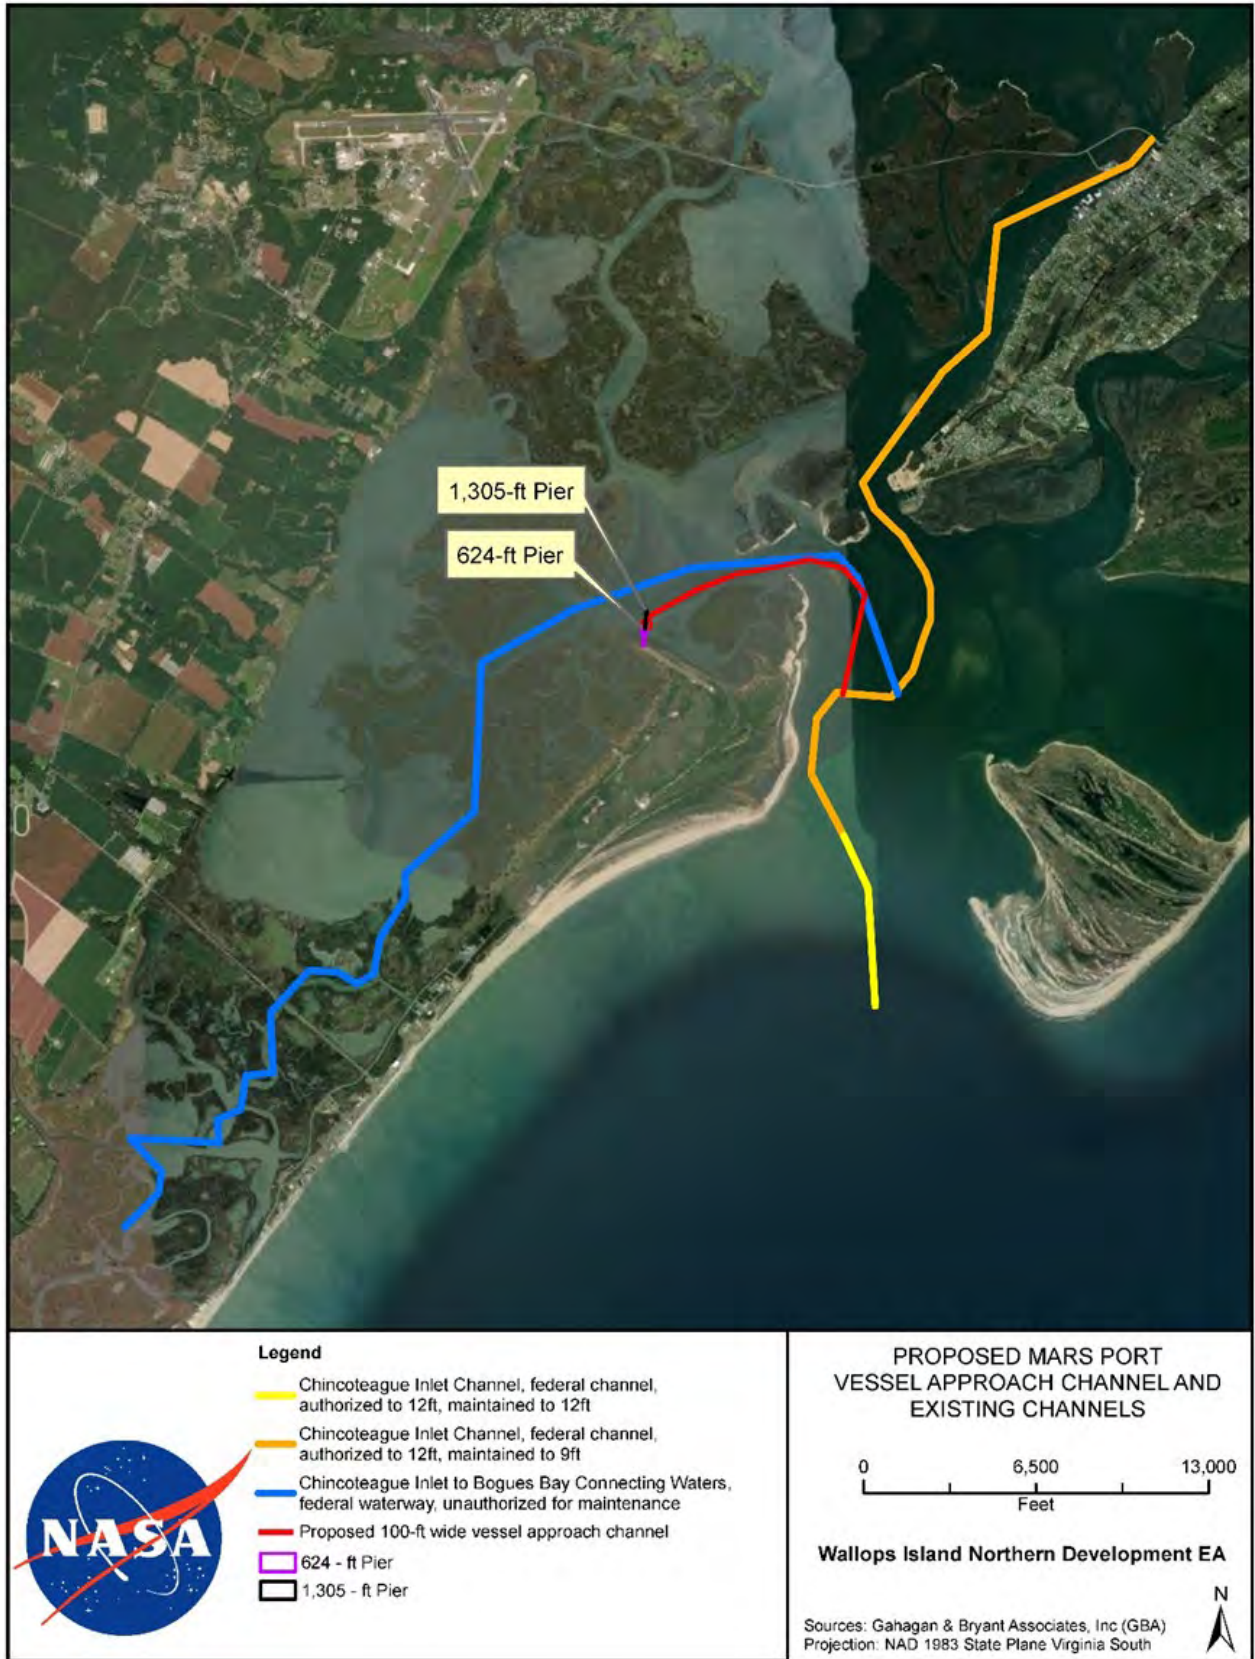 1,305-ft Pier
624-ft Pier
Legend
Chincoteague Inlet Channel, federal channel,
authorized to 12ft, maintained to 12ft
Chincoteague Inlet Channel, federal channel,
authorized to 12ft, maintained to 9ft
Chincoteague Inlet to Bogues Bay Connecting Waters,
federal waterway, unauthorized for maintenance
Proposed 100-ft wide vessel approach channel
624 - ft Pier
1,305 - ft Pier
NASA
PROPOSED MARS PORT
VESSEL APPROACH CHANNEL AND
EXISTING CHANNELS
0 6,500 13,000
Feet
Wallops Island Northern Development EA
N
Sources: Gahagan & Bryant Associates, Inc (GBA)
Projection: NAD 1983 State Plane Virginia South